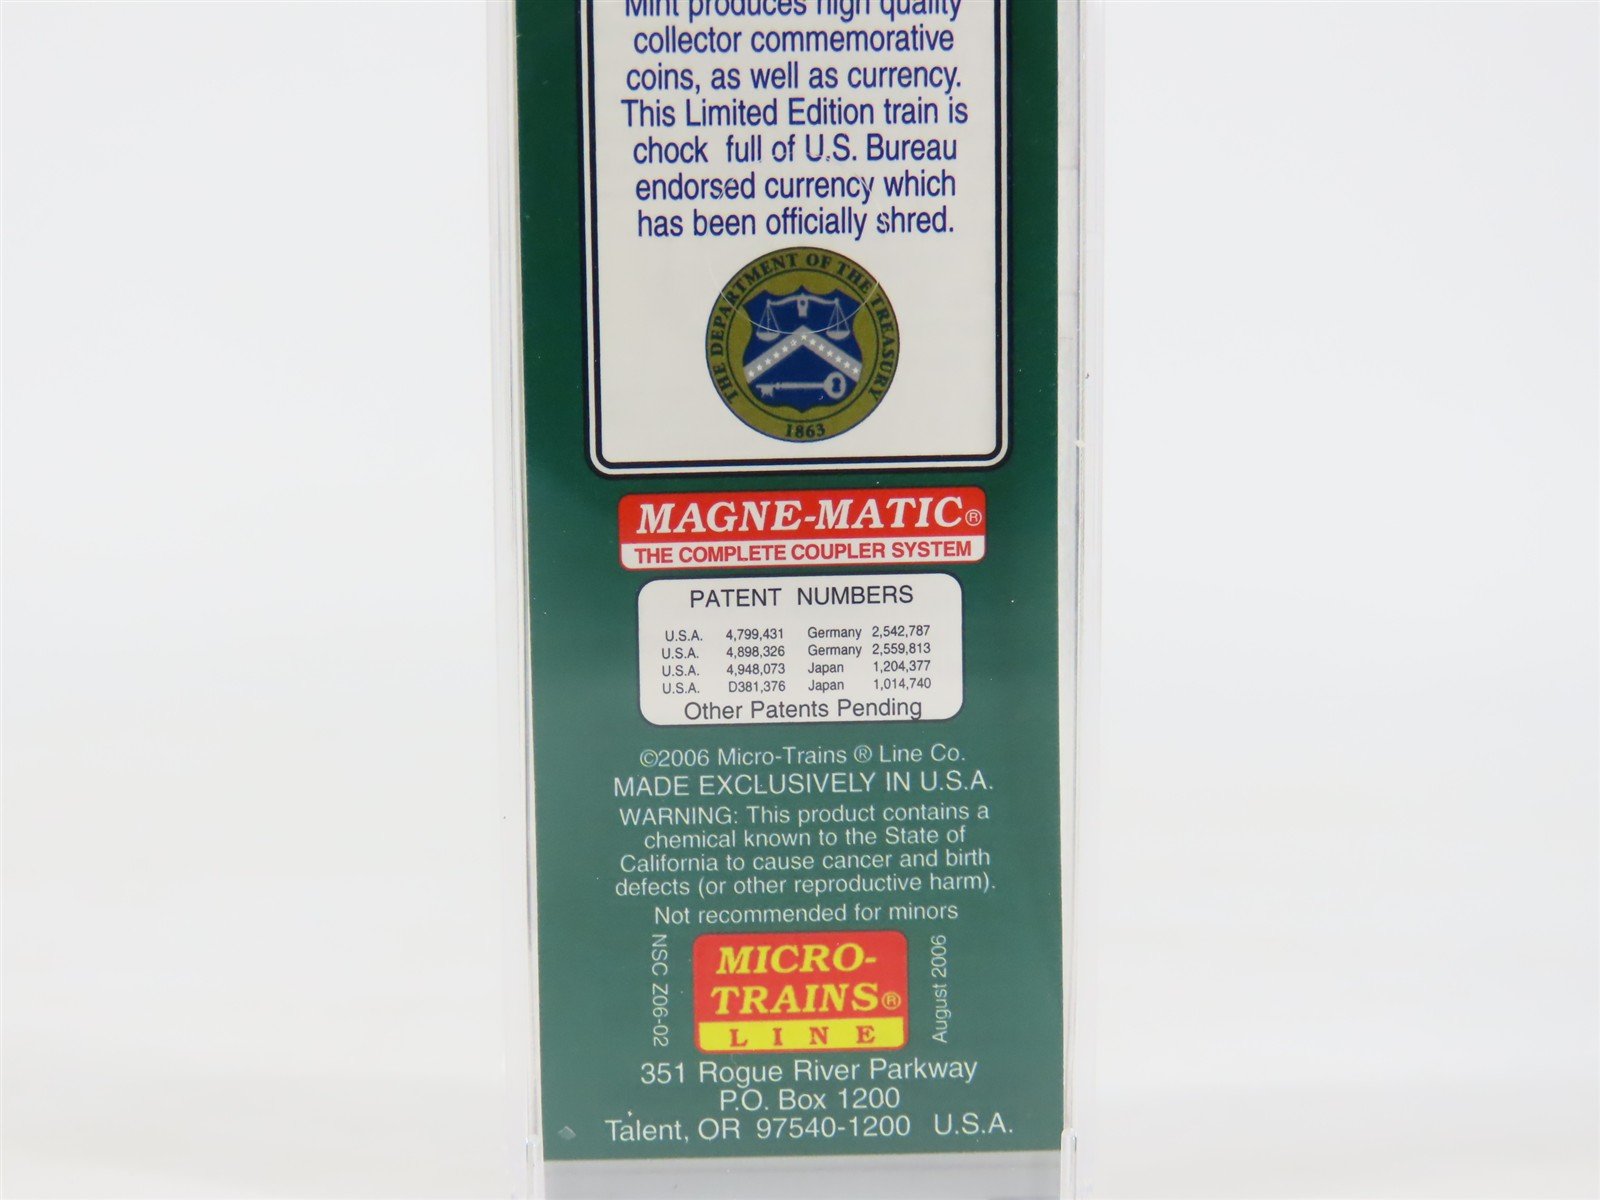 Mint produces high quality
collector commemorative
coins, as well as currency.
This Limited Edition train is
chock full of U.S. Bureau
endorsed currency which
has been officially shred.
THE DEPARTMENT OF THE TREASURY
1863
MAGNE-MATIC®
THE COMPLETE COUPLER SYSTEM
PATENT NUMBERS
U.S.A. 4,799,431 Germany 2,542,787
U.S.A. 4,898,326 Germany 2,559,813
U.S.A. 4,948,073 Japan 1,204,377
U.S.A. D381,376 Japan 1,014,740
Other Patents Pending
©2006 Micro-Trains ® Line Co.
MADE EXCLUSIVELY IN U.S.A.
WARNING: This product contains a
chemical known to the State of
California to cause cancer and birth
defects (or other reproductive harm).
Not recommended for minors
NSC Z06-02
MICRO-
TRAINS®
LINE
August 2006
351 Rogue River Parkway
P.O. Box 1200
Talent, OR 97540-1200 U.S.A.